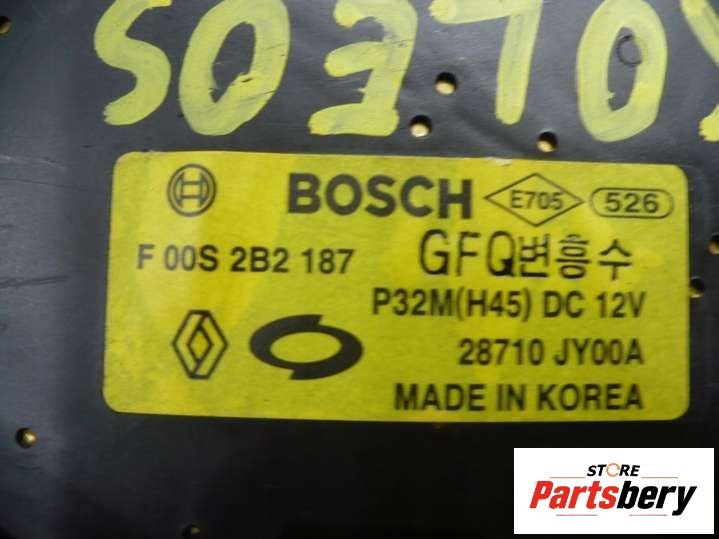 KOLEOS
BOSCH E705 526
F 00S 2B2 187 GFQ변흥수
P32M(H45) DC 12V
28710 JY00A
MADE IN KOREA
STORE
Partsbery